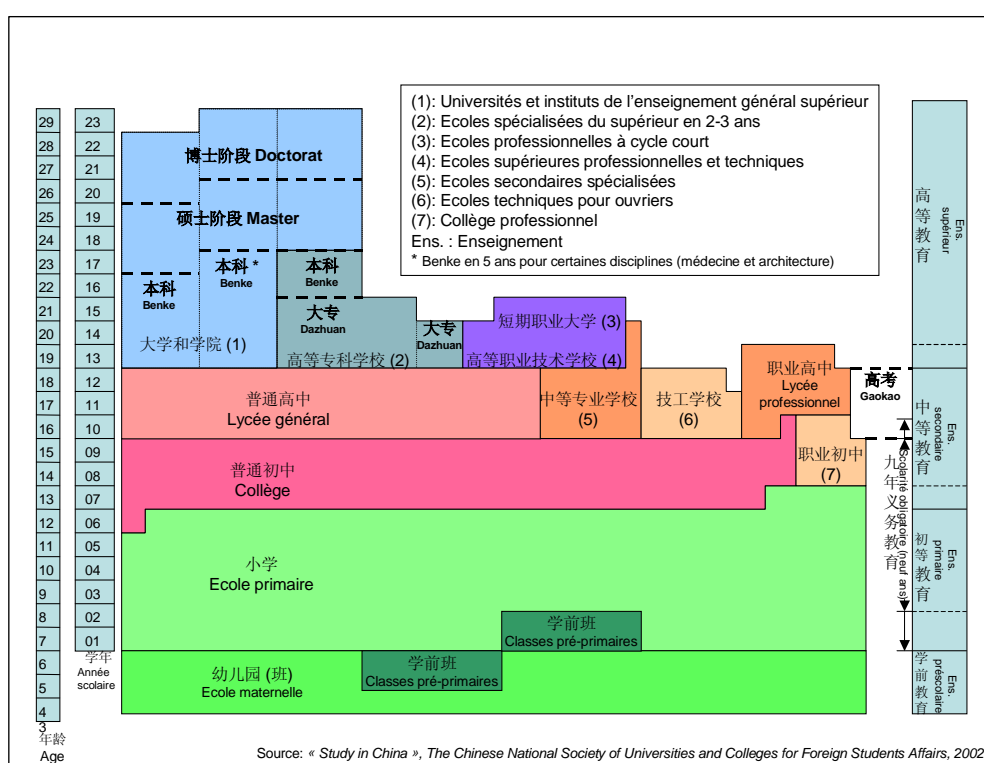 (1): Universités et instituts de l'enseignement général supérieur
(2): Ecoles spécialisées du supérieur en 2-3 ans
(3): Ecoles professionnelles à cycle court
(4): Ecoles supérieures professionnelles et techniques
(5): Ecoles secondaires spécialisées
(6): Ecoles techniques pour ouvriers
(7): Collège professionnel
Ens. : Enseignement
* Benke en 5 ans pour certaines disciplines (médecine et architecture)
29 23
28 22
27 21
26 20
25 19
24 18
23 17
22 16
21 15
20 14
19 13
18 12
17 11
16 10
15 09
14 08
13 07
12 06
11 05
10 04
9 03
8 02
7 01
6
5
4
3
学年
Année
scolaire
年龄
Age
博士阶段 Doctorat
硕士阶段 Master
本科
Benke
本科 *
Benke
本科
Benke
大专
Dazhuan
大专
Dazhuan
大学和学院 (1)
高等专科学校 (2)
短期职业大学 (3)
高等职业技术学校 (4)
普通高中
Lycée général
中等专业学校
(5)
技工学校
(6)
职业高中
Lycée
professionnel
高考
Gaokao
普通初中
Collège
职业初中
(7)
小学
Ecole primaire
学前班
Classes pré-primaires
幼儿园 (班)
Ecole maternelle
学前班
Classes pré-primaires
九年义务教育
Scolarité obligatoire (neuf ans)
高等教育
Ens.
supérieur
中等教育
Ens.
secondaire
初等教育
Ens.
primaire
学前教育
Ens.
préscolaire
Source: « Study in China », The Chinese National Society of Universities and Colleges for Foreign Students Affairs, 2002